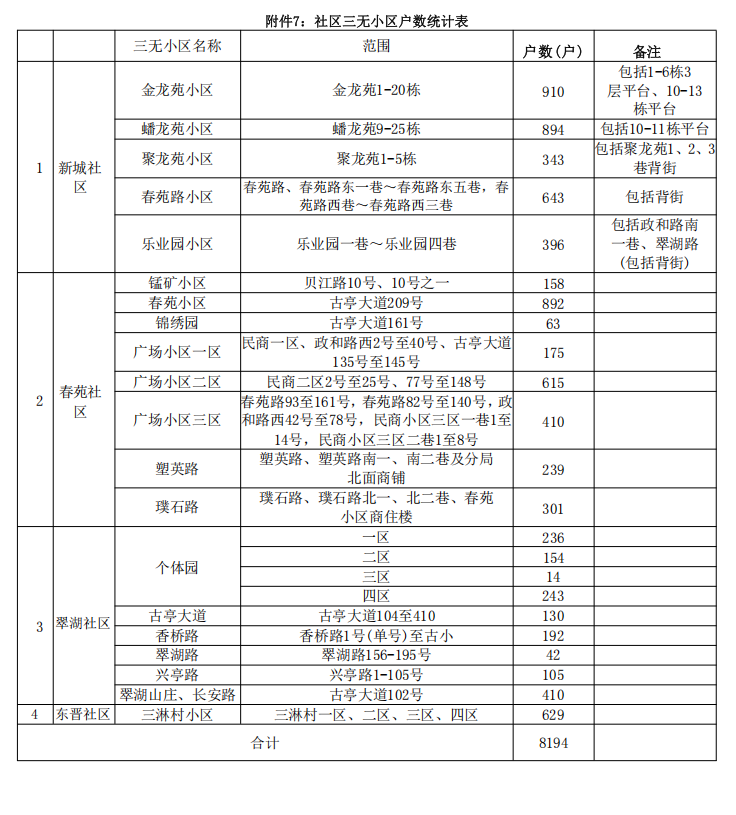 附件7：社区三无小区户数统计表
三无小区名称 范围 户数(户) 备注
1 新城社
区
金龙苑小区 金龙苑1-20栋 910 包括1-6栋3
层平台、10-13
栋平台
蟠龙苑小区 蟠龙苑9-25栋 894 包括10-11栋平台
聚龙苑小区 聚龙苑1-5栋 343 包括聚龙苑1、2、3
巷背街
春苑路小区 春苑路、春苑路东一巷～春苑路东五巷，春
苑路西巷～春苑路西三巷 643 包括背街
乐业园小区 乐业园一巷～乐业园四巷 396 包括政和路南
一巷、翠湖路
(包括背街)
2 春苑社
区
锰矿小区 贝江路10号、10号之一 158
春苑小区 古亭大道209号 892
锦绣园 古亭大道161号 63
广场小区一区 民商一区、政和路西2号至40号、古亭大道
135号至145号 175
广场小区二区 民商二区2号至25号、77号至148号 615
广场小区三区 春苑路93至161号，春苑路82号至140号，政
和路西42号至78号，民商小区三区一巷1至
14号，民商小区三区二巷1至8号 410
塑英路 塑英路、塑英路南一、南二巷及分局
北面商铺 239
璞石路 璞石路、璞石路北一、北二巷、春苑
小区商住楼 301
3 翠湖社区
个体园 一区 236
二区 154
三区 14
四区 243
古亭大道 古亭大道104至410 130
香桥路 香桥路1号(单号)至古小 192
翠湖路 翠湖路156-195号 42
兴亭路 兴亭路1-105号 105
翠湖山庄、长安路 古亭大道102号 410
4 东晋社区 三淋村小区 三淋村一区、二区、三区、四区 629
合计 8194